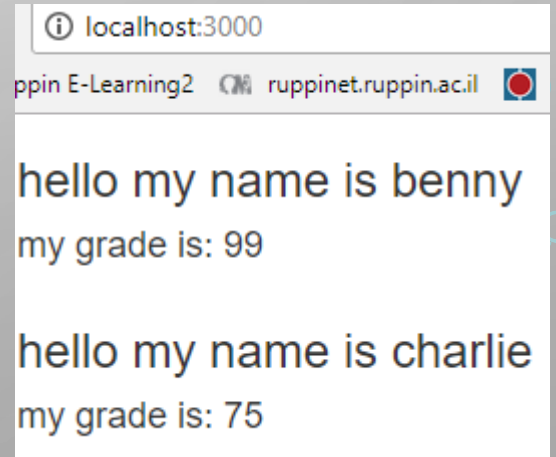 localhost:3000
ppin E-Learning2 ruppinet.ruppin.ac.il
hello my name is benny
my grade is: 99
hello my name is charlie
my grade is: 75